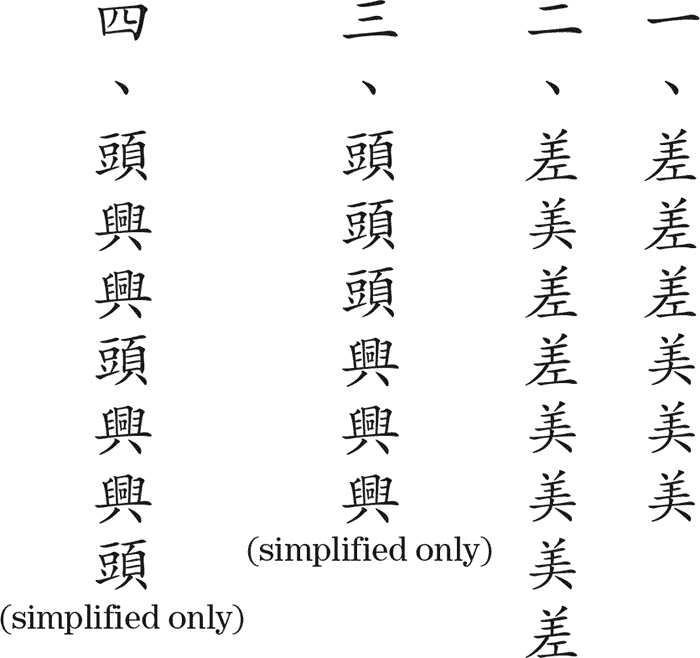 一、差差差美美美
二、差美差差美美美差
三、頭頭頭興興興
(simplified only)
四、頭興興頭興興頭
(simplified only)